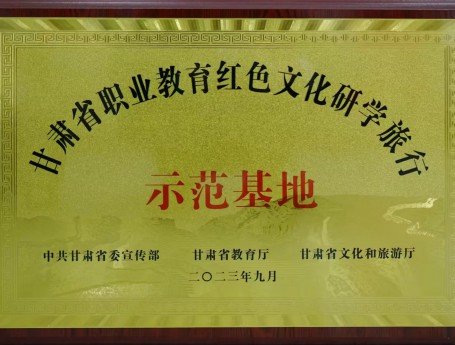 甘肃省职业教育红色文化研学旅行
示范基地
中共甘肃省委宣传部 甘肃省教育厅 甘肃省文化和旅游厅
二〇二三年九月